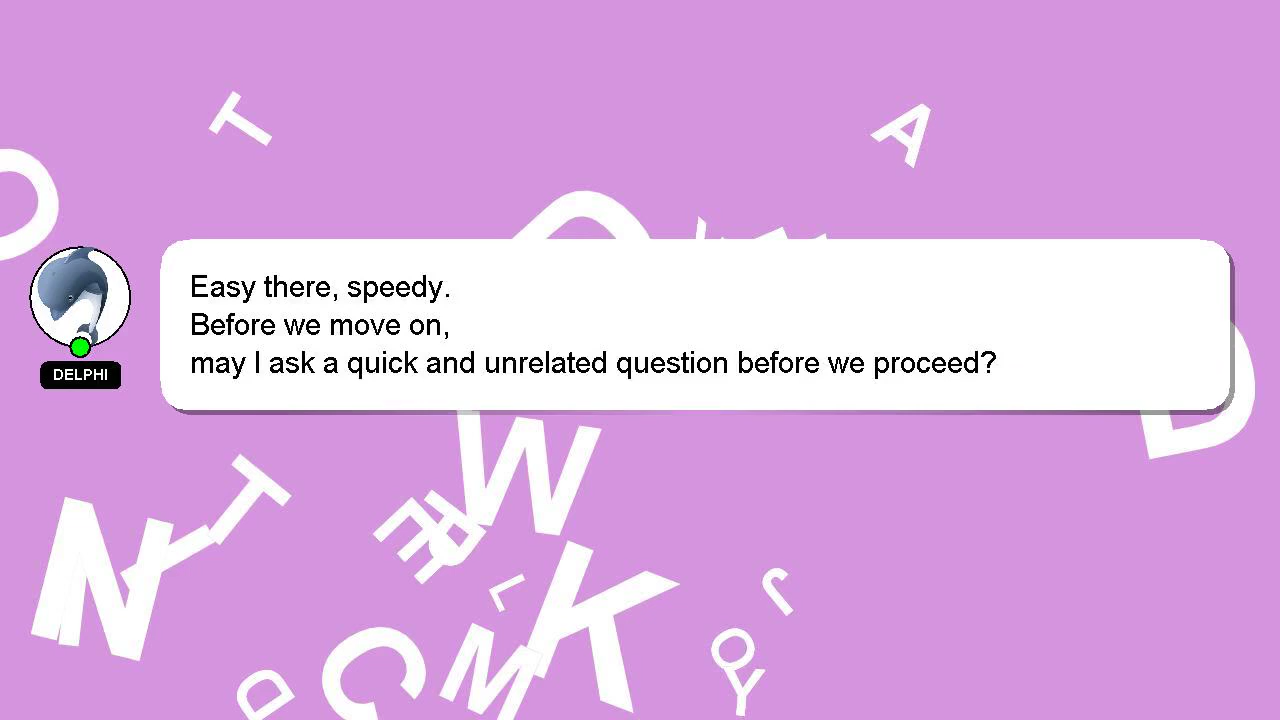 Easy there, speedy.
Before we move on,
may I ask a quick and unrelated question before we proceed?
DELPHI
T
A
O
D
W
N
T
E
R
L
K
J
C
M
D
O
Y